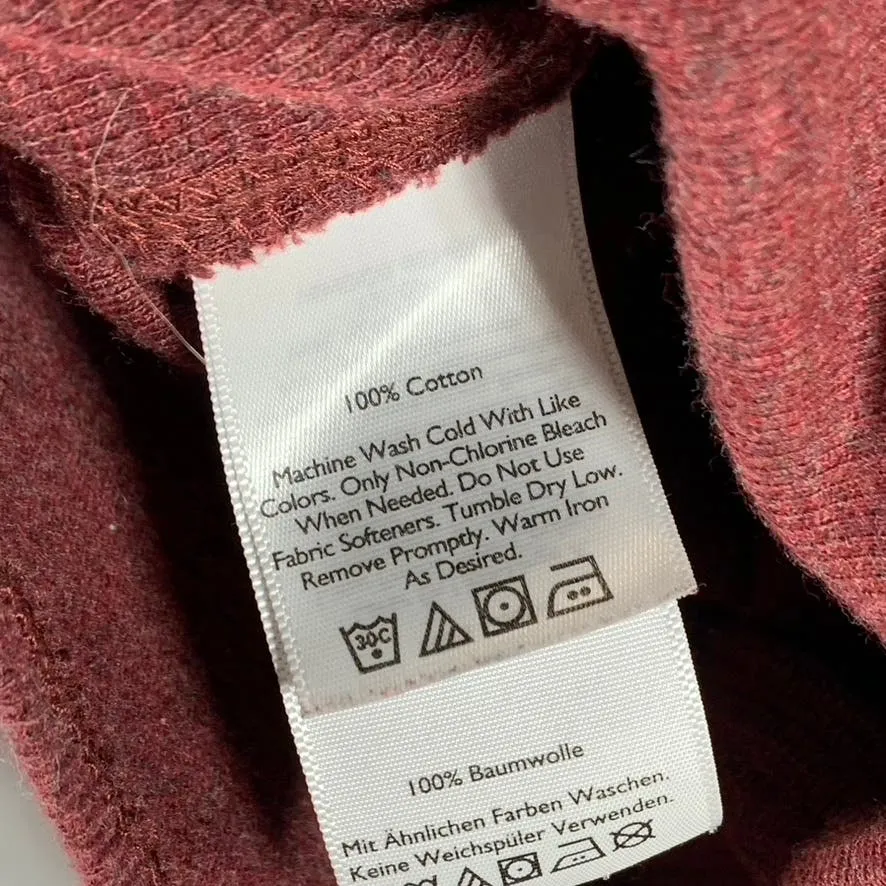 100% Cotton
Machine Wash Cold With Like
Colors. Only Non-Chlorine Bleach
When Needed. Do Not Use
Fabric Softeners. Tumble Dry Low.
Remove Promptly. Warm Iron
As Desired.
30C
100% Baumwolle
Mit Ähnlichen Farben Waschen.
Keine Weichspüler Verwenden.